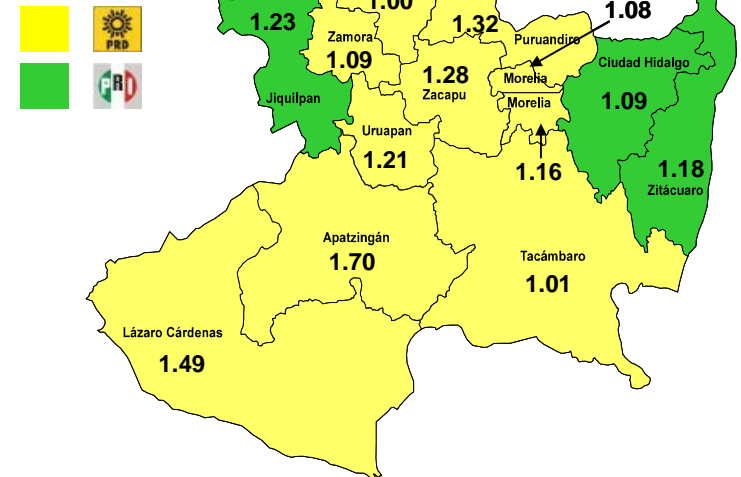 1.00
1.08
1.23
1.32
Zamora
Puruandiro
PRD
1.09
Ciudad Hidalgo
1.28
Morelia
PRI
Zacapu
Jiquilpan
Morelia
1.09
Uruapan
1.21
1.16
1.18
Zitácuaro
Apatzingán
1.70
Tacámbaro
1.01
Lázaro Cárdenas
1.49